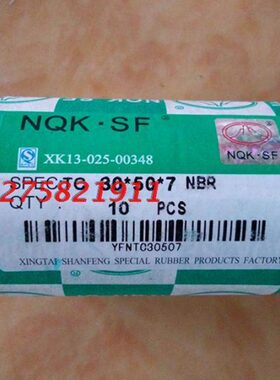 NQK·SF
XK13-025-00348
NQK·SF
SPEC:TC 30*50*7 NBR
225821911
QTY : 10 PCS
YFNTC30507
XINGTAI SHANFENG SPECIAL RUBBER PRODUCTS FACTORY